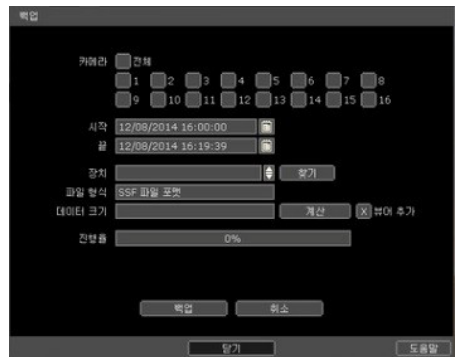 백업
카메라 전체
1 2 3 4 5 6 7 8
9 10 11 12 13 14 15 16
시작 12/08/2014 16:00:00
끝 12/08/2014 16:19:39
장치 찾기
파일 형식 SSF 파일 포맷
데이터 크기 계산 X 뷰어 추가
진행율 0%
백업 취소
닫기 도움말